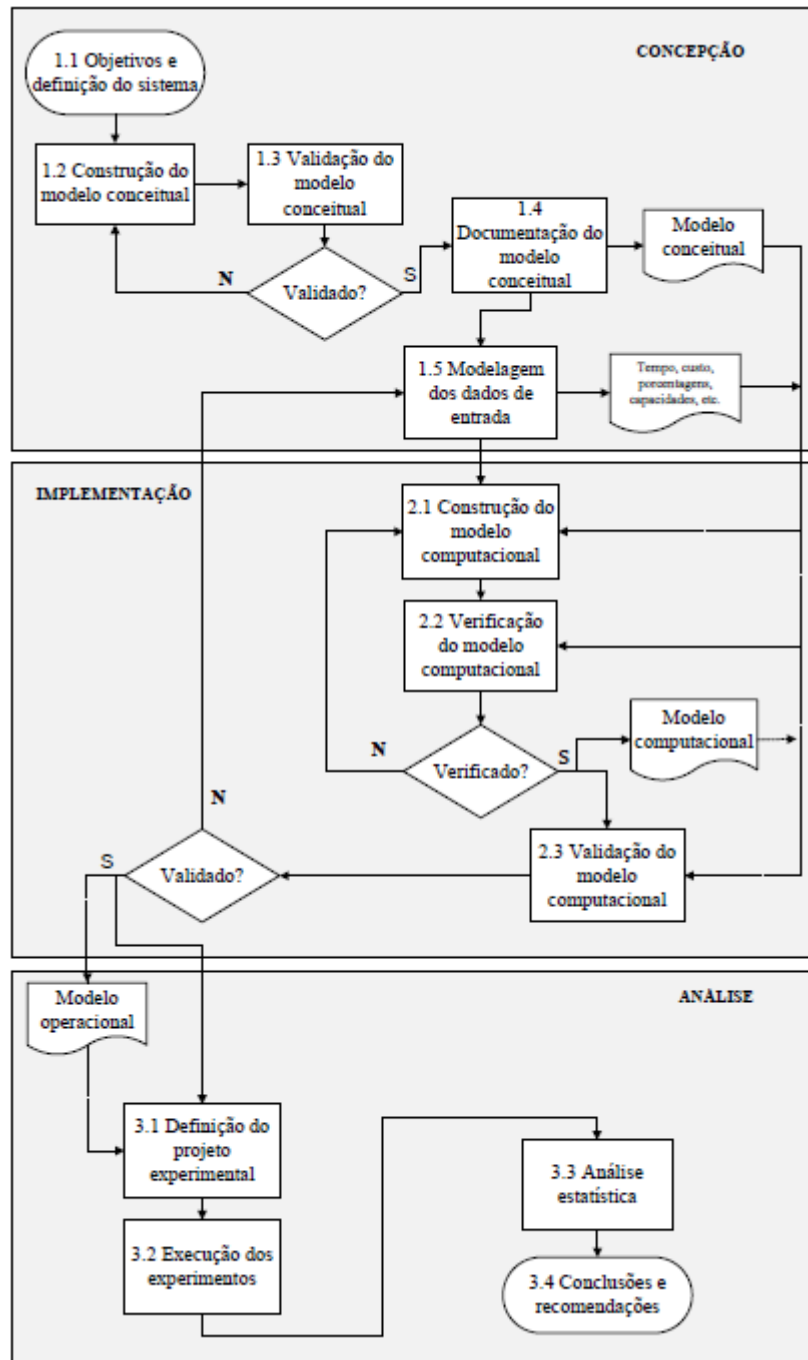 CONCEPÇÃO
1.1 Objetivos e
definição do sistema
1.2 Construção do
modelo conceitual
1.3 Validação do
modelo
conceitual
Validado?
N
S
1.4
Documentação do
modelo
conceitual
Modelo
conceitual
1.5 Modelagem
dos dados de
entrada
Tempo, custo,
porcentagens,
capacidades, etc.
IMPLEMENTAÇÃO
2.1 Construção do
modelo
computacional
2.2 Verificação
do modelo
computacional
Verificado?
N
S
Modelo
computacional
2.3 Validação do
modelo
computacional
Validado?
N
S
ANÁLISE
Modelo
operacional
3.1 Definição do
projeto
experimental
3.2 Execução dos
experimentos
3.3 Análise
estatística
3.4 Conclusões e
recomendações